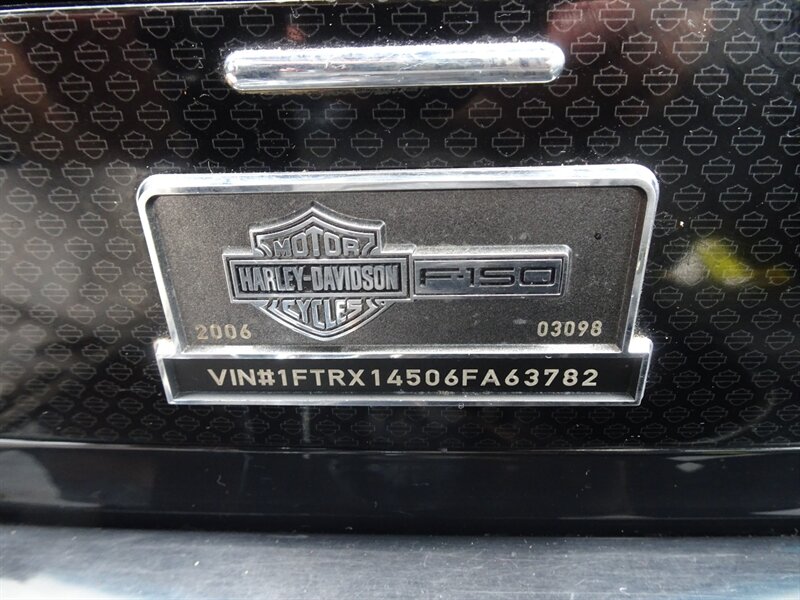 MOTOR
HARLEY-DAVIDSON F-150
CYCLES
2006 03098
VIN#1FTRX14506FA63782